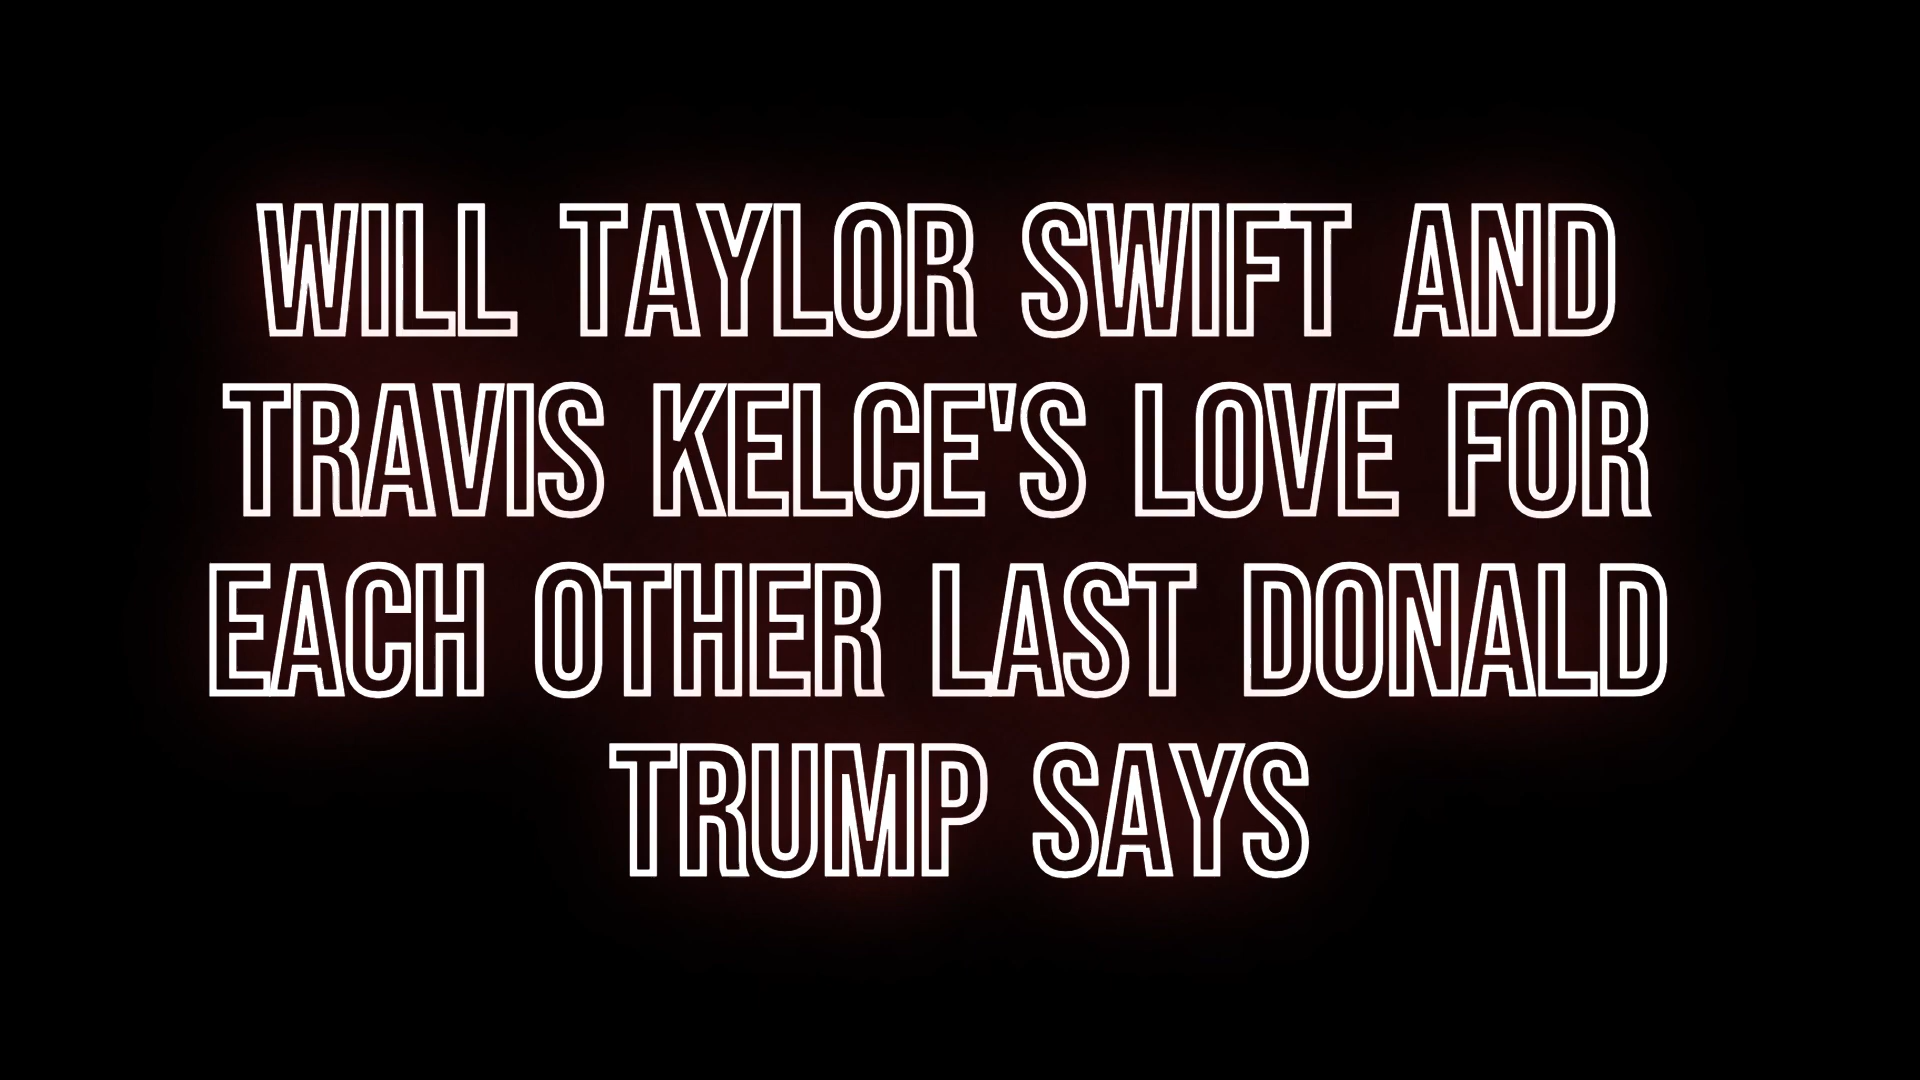 WILL TAYLOR SWIFT AND
TRAVIS KELCE'S LOVE FOR
EACH OTHER LAST DONALD
TRUMP SAYS